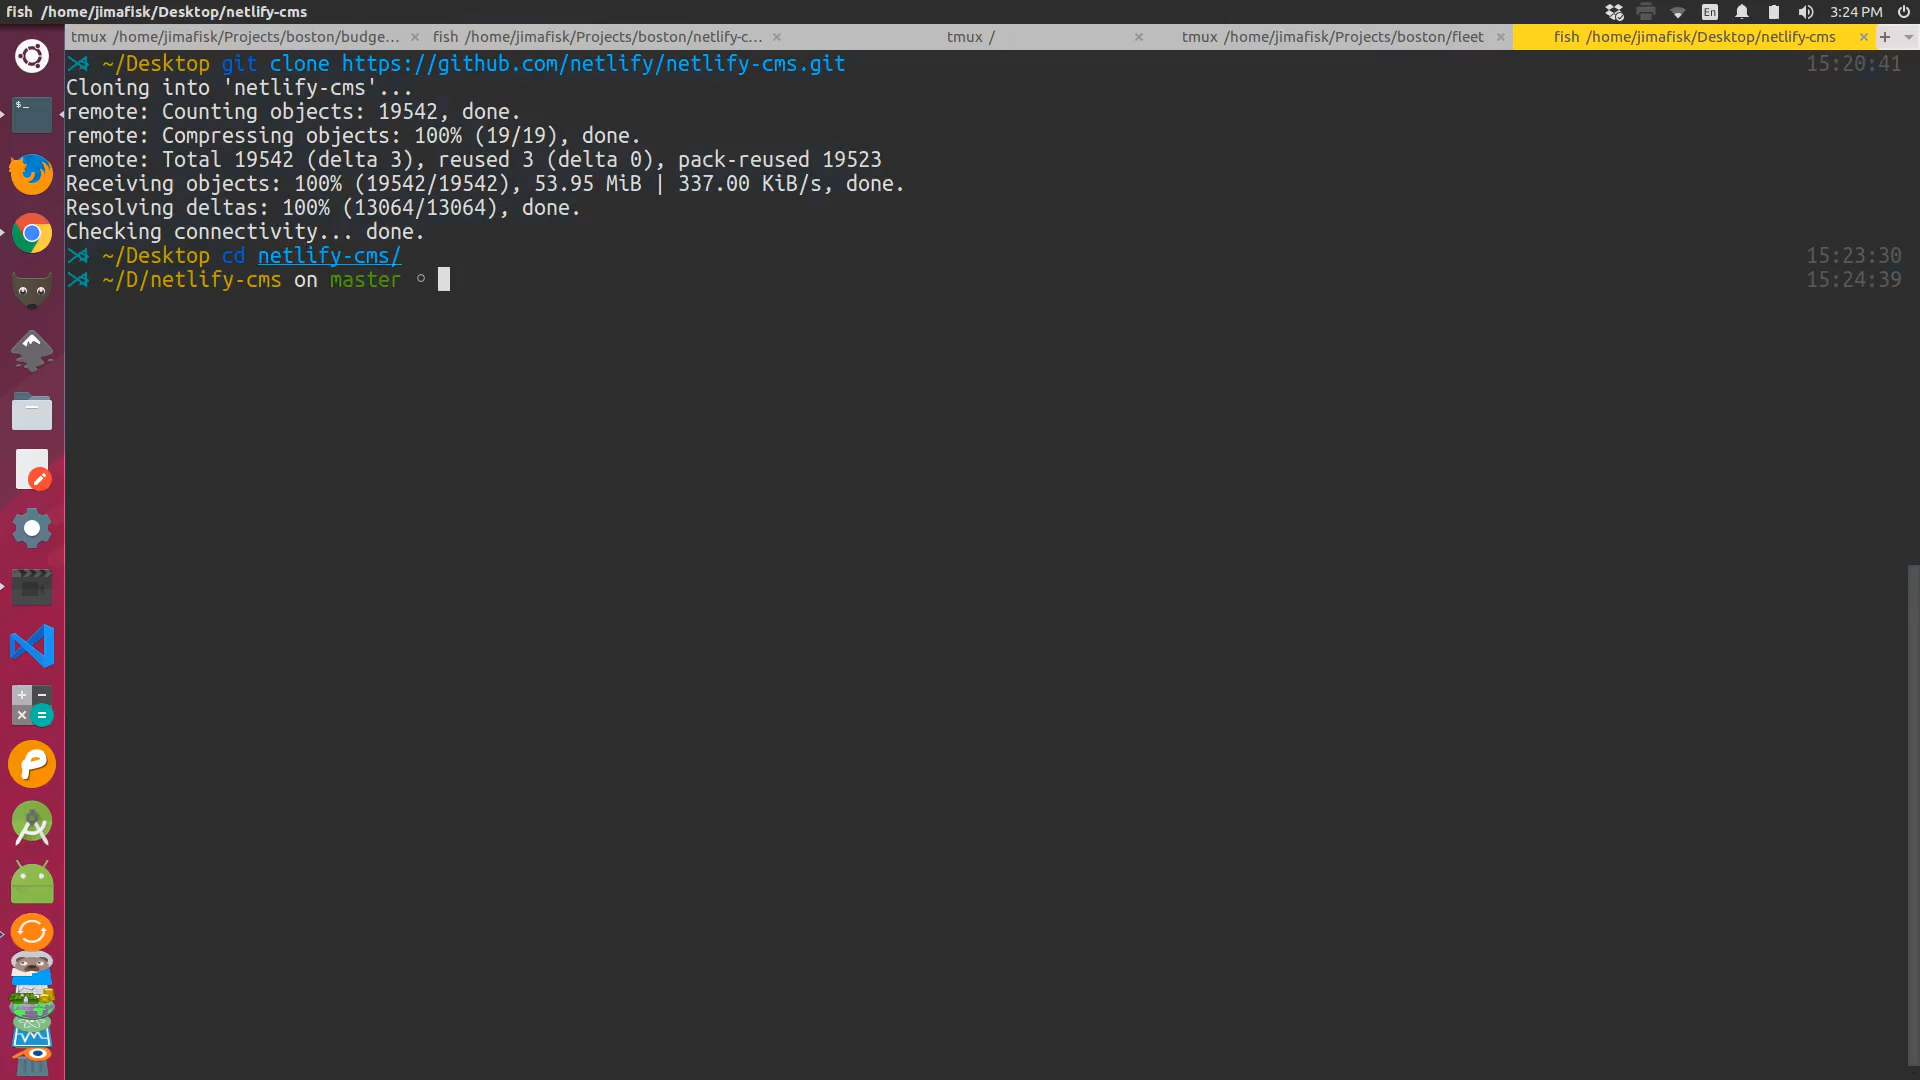 fish /home/jimafisk/Desktop/netlify-cms
En
3:24 PM
tmux /home/jimafisk/Projects/boston/budge...
fish /home/jimafisk/Projects/boston/netlify-c...
tmux /
tmux /home/jimafisk/Projects/boston/fleet
fish /home/jimafisk/Desktop/netlify-cms
~/Desktop git clone https://github.com/netlify/netlify-cms.git 15:20:41
Cloning into 'netlify-cms'...
remote: Counting objects: 19542, done.
remote: Compressing objects: 100% (19/19), done.
remote: Total 19542 (delta 3), reused 3 (delta 0), pack-reused 19523
Receiving objects: 100% (19542/19542), 53.95 MiB | 337.00 KiB/s, done.
Resolving deltas: 100% (13064/13064), done.
Checking connectivity... done.
~/Desktop cd netlify-cms/ 15:23:30
~/D/netlify-cms on master ◦ 15:24:39